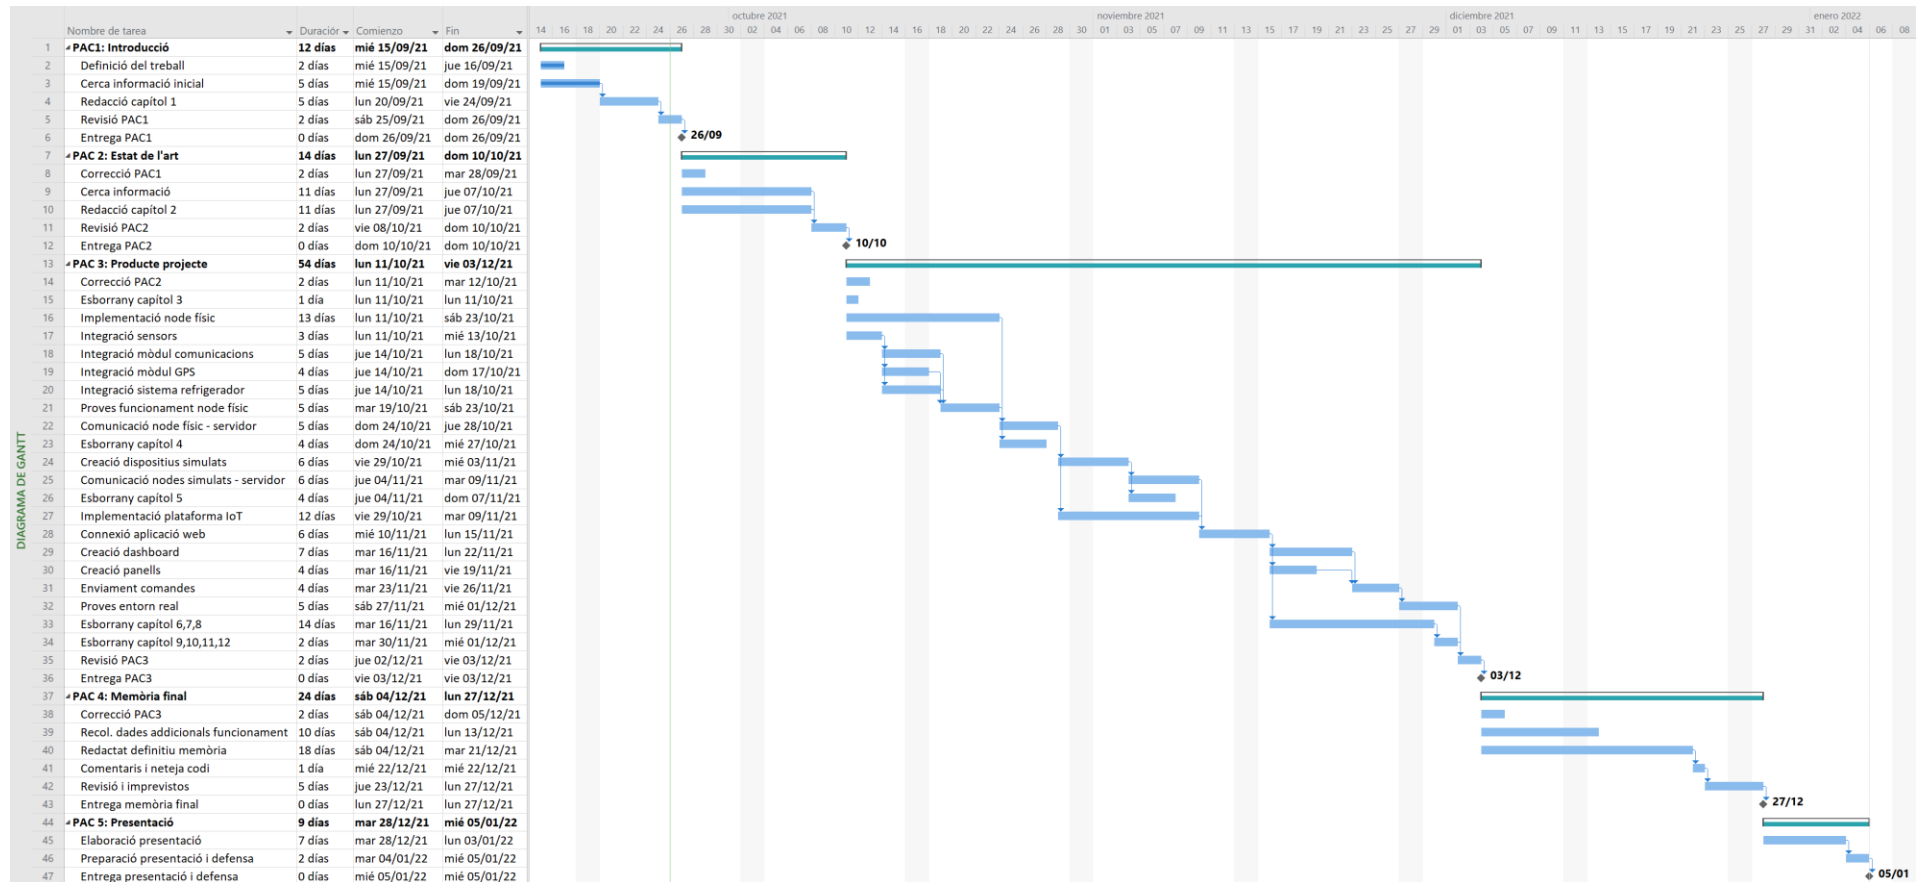 octubre 2021 noviembre 2021 diciembre 2021 enero 2022
Nombre de tarea Duración Comienzo Fin 14 16 18 20 22 24 26 28 30 02 04 06 08 10 12 14 16 18 20 22 24 26 28 30 01 03 05 07 09 11 13 15 17 19 21 23 25 27 29 01 03 05 07 09 11 13 15 17 19 21 23 25 27 29 31 02 04 06 08
1 PAC1: Introducció 12 días mié 15/09/21 dom 26/09/21
2 Definició del treball 2 días mié 15/09/21 jue 16/09/21
3 Cerca informació inicial 5 días mié 15/09/21 dom 19/09/21
4 Redacció capítol 1 5 días lun 20/09/21 vie 24/09/21
5 Revisió PAC1 2 días sáb 25/09/21 dom 26/09/21
6 Entrega PAC1 0 días dom 26/09/21 dom 26/09/21 26/09
7 PAC 2: Estat de l'art 14 días lun 27/09/21 dom 10/10/21
8 Correcció PAC1 2 días lun 27/09/21 mar 28/09/21
9 Cerca informació 11 días lun 27/09/21 jue 07/10/21
10 Redacció capítol 2 11 días lun 27/09/21 jue 07/10/21
11 Revisió PAC2 2 días vie 08/10/21 dom 10/10/21
12 Entrega PAC2 0 días dom 10/10/21 dom 10/10/21 10/10
13 PAC 3: Producte projecte 54 días lun 11/10/21 vie 03/12/21
14 Correcció PAC2 2 días lun 11/10/21 mar 12/10/21
15 Esborrany capítol 3 1 día lun 11/10/21 lun 11/10/21
16 Implementació node físic 13 días lun 11/10/21 sáb 23/10/21
17 Integració sensors 3 días lun 11/10/21 mié 13/10/21
18 Integració mòdul comunicacions 5 días jue 14/10/21 lun 18/10/21
19 Integració mòdul GPS 4 días jue 14/10/21 dom 17/10/21
20 Integració sistema refrigerador 5 días jue 14/10/21 lun 18/10/21
21 Proves funcionament node físic 5 días mar 19/10/21 sáb 23/10/21
22 Comunicació node físic - servidor 5 días dom 24/10/21 jue 28/10/21
23 Esborrany capítol 4 4 días dom 24/10/21 mié 27/10/21
24 Creació dispositius simulats 6 días vie 29/10/21 mié 03/11/21
25 Comunicació nodes simulats - servidor 6 días jue 04/11/21 mar 09/11/21
26 Esborrany capítol 5 4 días jue 04/11/21 dom 07/11/21
27 Implementació plataforma IoT 12 días vie 29/10/21 mar 09/11/21
28 Connexió aplicació web 6 días mié 10/11/21 lun 15/11/21
29 Creació dashboard 7 días mar 16/11/21 lun 22/11/21
30 Creació panells 4 días mar 16/11/21 vie 19/11/21
31 Enviament comandes 4 días mar 23/11/21 vie 26/11/21
32 Proves entorn real 5 días sáb 27/11/21 mié 01/12/21
33 Esborrany capítol 6,7,8 14 días mar 16/11/21 lun 29/11/21
34 Esborrany capítol 9,10,11,12 2 días mar 30/11/21 mié 01/12/21
35 Revisió PAC3 2 días jue 02/12/21 vie 03/12/21
36 Entrega PAC3 0 días vie 03/12/21 vie 03/12/21 03/12
37 PAC 4: Memòria final 24 días sáb 04/12/21 lun 27/12/21
38 Correcció PAC3 2 días sáb 04/12/21 dom 05/12/21
39 Recol. dades addicionals funcionament 10 días sáb 04/12/21 lun 13/12/21
40 Redactat definitiu memòria 18 días sáb 04/12/21 mar 21/12/21
41 Comentaris i neteja codi 1 día mié 22/12/21 mié 22/12/21
42 Revisió i imprevistos 5 días jue 23/12/21 lun 27/12/21
43 Entrega memòria final 0 días lun 27/12/21 lun 27/12/21 27/12
44 PAC 5: Presentació 9 días mar 28/12/21 mié 05/01/22
45 Elaboració presentació 7 días mar 28/12/21 lun 03/01/22
46 Preparació presentació i defensa 2 días mar 04/01/22 mié 05/01/22
47 Entrega presentació i defensa 0 días mié 05/01/22 mié 05/01/22 05/01
DIAGRAMA DE GANTT